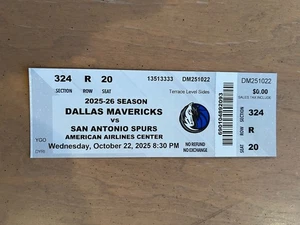 324 R 20 13513333 DM251022
SECTION ROW SEAT Terrace Level Sides
2025-26 SEASON
DALLAS MAVERICKS
VS
SAN ANTONIO SPURS
AMERICAN AIRLINES CENTER
Wednesday, October 22, 2025 8:30 PM
NO REFUND
NO EXCHANGE
DM251022
$0.00
324
SECTION
R
ROW
20
SEAT